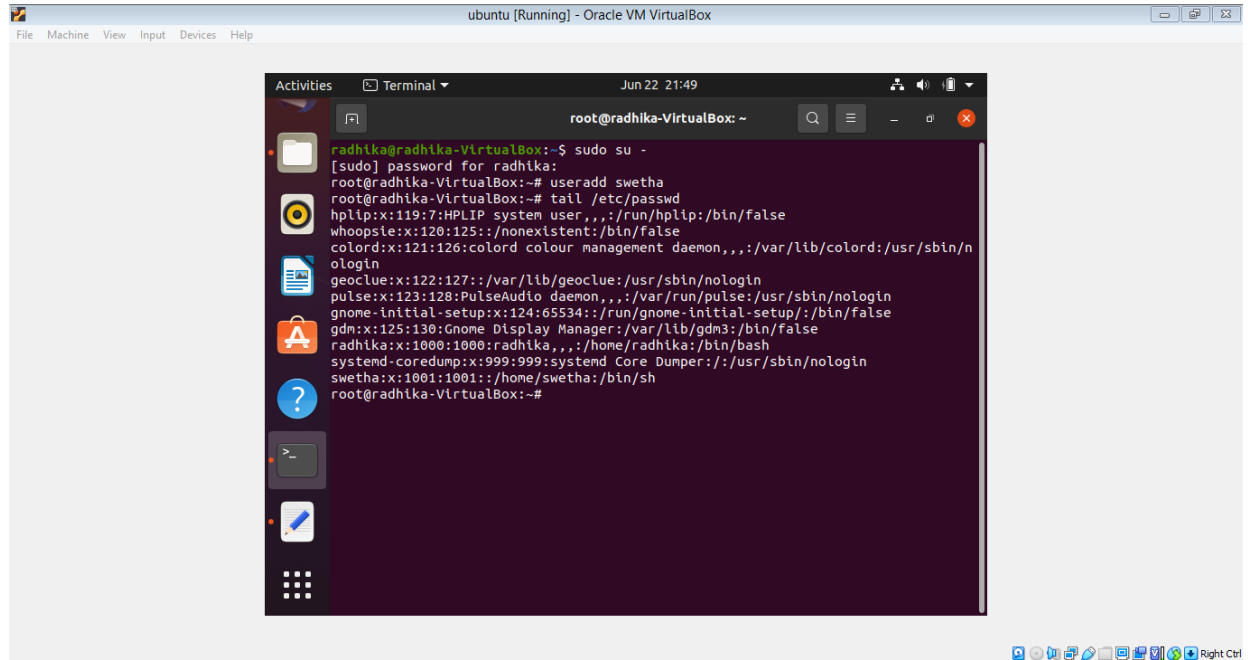 ubuntu [Running] - Oracle VM VirtualBox
File Machine View Input Devices Help
Activities Terminal Jun 22 21:49
root@radhika-VirtualBox: ~
radhika@radhika-VirtualBox:~$ sudo su -
[sudo] password for radhika:
root@radhika-VirtualBox:~# useradd swetha
root@radhika-VirtualBox:~# tail /etc/passwd
hplip:x:119:7:HPLIP system user,,,:/run/hplip:/bin/false
whoopsie:x:120:125::/nonexistent:/bin/false
colord:x:121:126:colord colour management daemon,,,:/var/lib/colord:/usr/sbin/n
ologin
geoclue:x:122:127::/var/lib/geoclue:/usr/sbin/nologin
pulse:x:123:128:PulseAudio daemon,,,:/var/run/pulse:/usr/sbin/nologin
gnome-initial-setup:x:124:65534::/run/gnome-initial-setup/:/bin/false
gdm:x:125:130:Gnome Display Manager:/var/lib/gdm3:/bin/false
radhika:x:1000:1000:radhika,,,:/home/radhika:/bin/bash
systemd-coredump:x:999:999:systemd Core Dumper:/:/usr/sbin/nologin
swetha:x:1001:1001::/home/swetha:/bin/sh
root@radhika-VirtualBox:~#
Right Ctrl